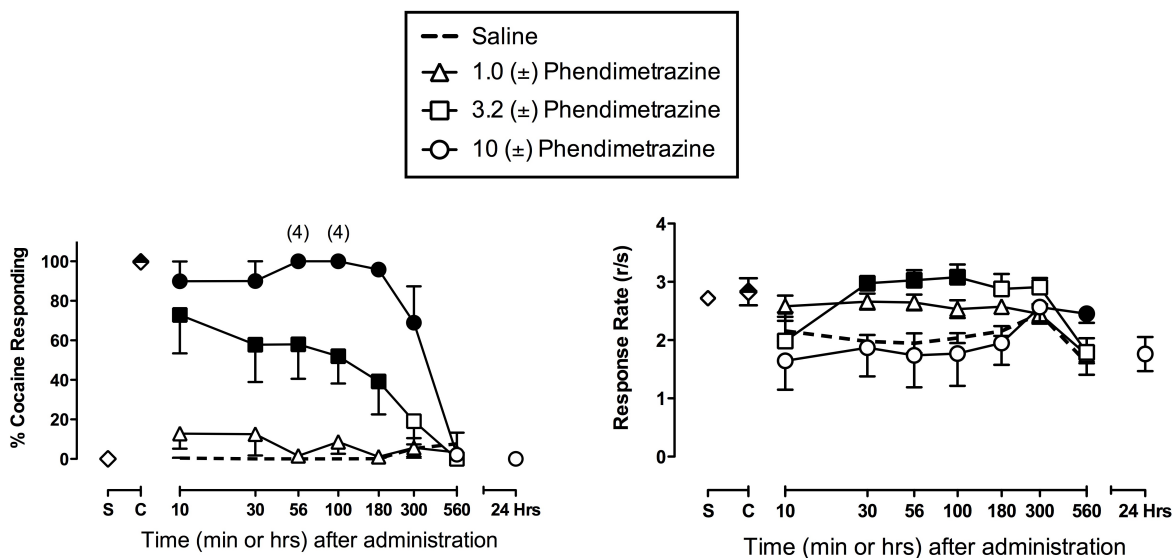 Saline
1.0 (±) Phendimetrazine
3.2 (±) Phendimetrazine
10 (±) Phendimetrazine
(4) (4)
% Cocaine Responding
100
80
60
40
20
0
S C 10 30 56 100 180 300 560 24 Hrs
Time (min or hrs) after administration
Response Rate (r/s)
4
3
2
1
0
S C 10 30 56 100 180 300 560 24 Hrs
Time (min or hrs) after administration